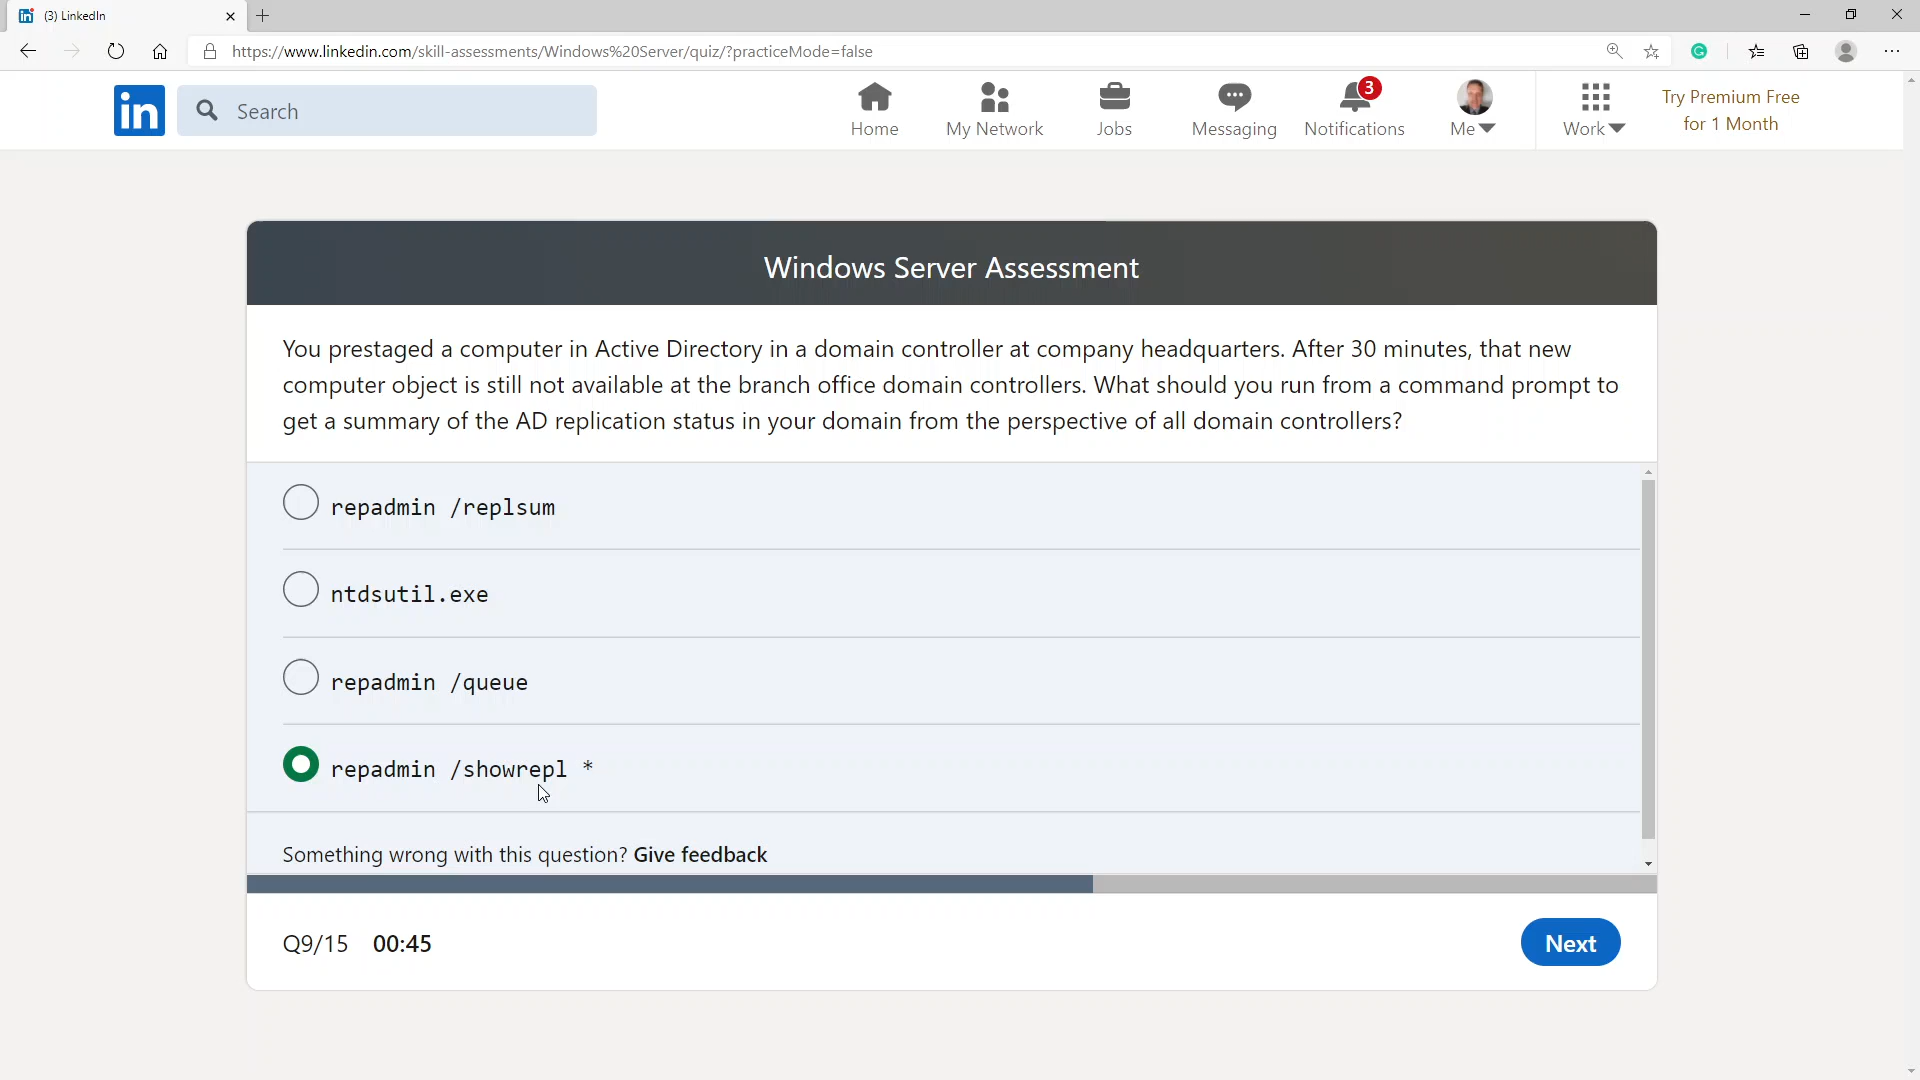 (3) LinkedIn
https://www.linkedin.com/skill-assessments/Windows%20Server/quiz/?practiceMode=false
in
Search
Home
My Network
Jobs
Messaging
3
Notifications
Me
Work
Try Premium Free
for 1 Month
Windows Server Assessment
You prestaged a computer in Active Directory in a domain controller at company headquarters. After 30 minutes, that new
computer object is still not available at the branch office domain controllers. What should you run from a command prompt to
get a summary of the AD replication status in your domain from the perspective of all domain controllers?
repadmin /replsum
ntdsutil.exe
repadmin /queue
repadmin /showrepl *
Something wrong with this question? Give feedback
Q9/15 00:45
Next